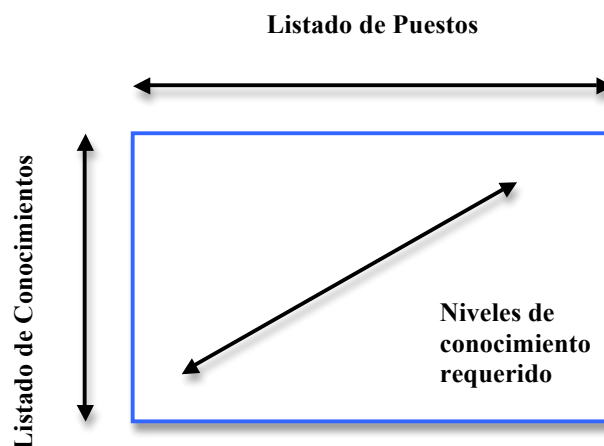 Listado de Puestos
Listado de Conocimientos
Niveles de
conocimiento
requerido